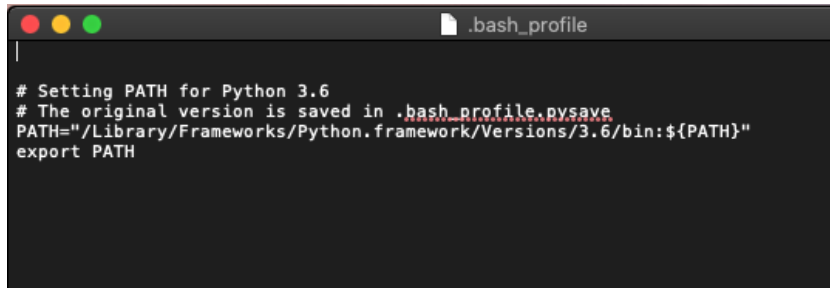 .bash_profile
# Setting PATH for Python 3.6
# The original version is saved in .bash_profile.pysave
PATH="/Library/Frameworks/Python.framework/Versions/3.6/bin:${PATH}"
export PATH